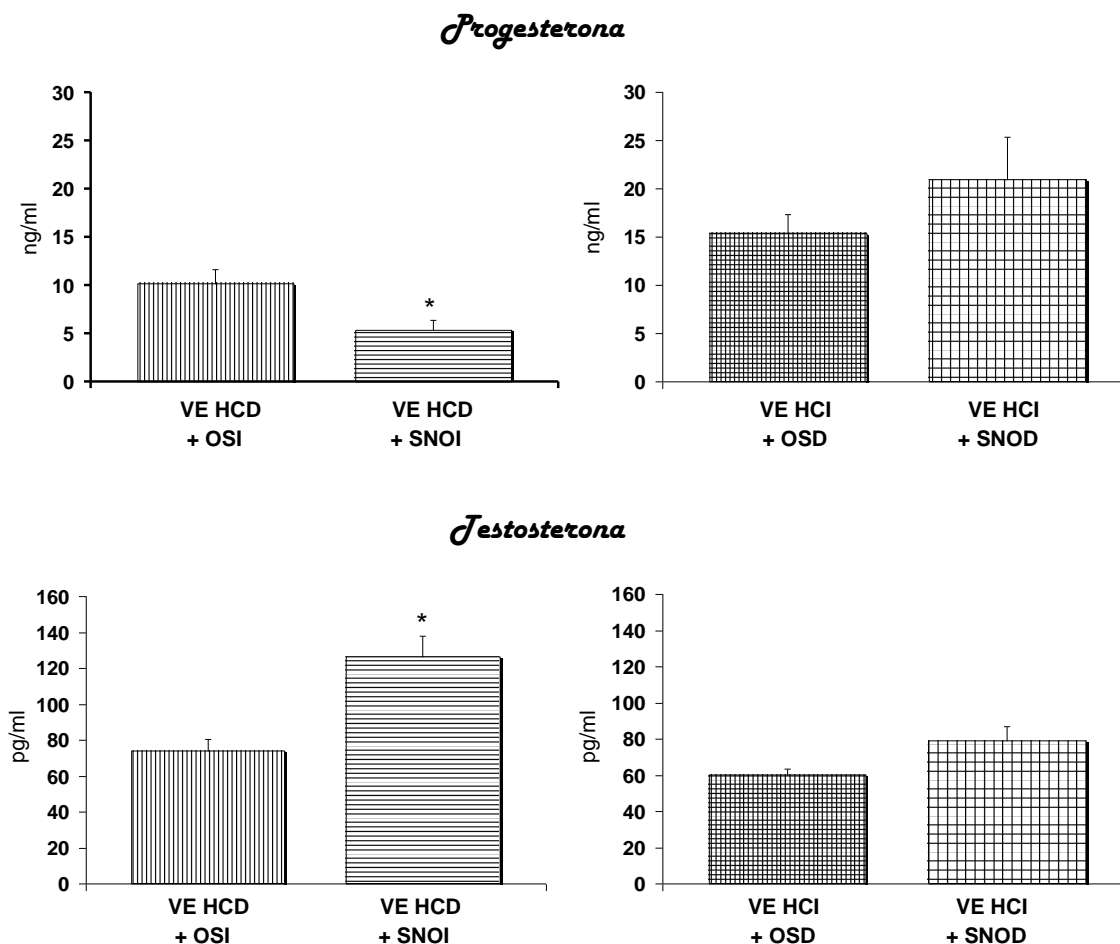 Progesterona
30
25
20
15
10
5
0
ng/ml
*
VE HCD
+ OSI
VE HCD
+ SNOI
30
25
20
15
10
5
0
ng/ml
VE HCI
+ OSD
VE HCI
+ SNOD
Testosterona
160
140
120
100
80
60
40
20
0
pg/ml
*
VE HCD
+ OSI
VE HCD
+ SNOI
160
140
120
100
80
60
40
20
0
pg/ml
VE HCI
+ OSD
VE HCI
+ SNOD